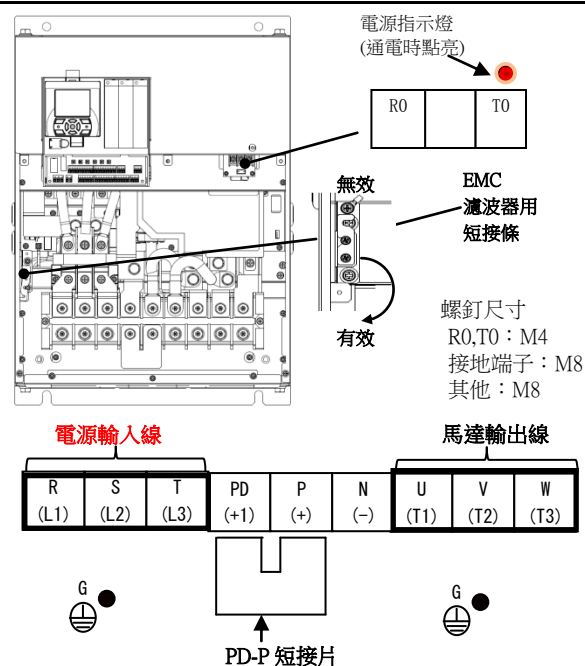 電源指示燈
(通電時點亮)
R0 T0
無效
EMC
濾波器用
短接條
有效
螺釘尺寸
R0,T0：M4
接地端子：M8
其他：M8
電源輸入線
馬達輸出線
R S T PD P N U V W
(L1) (L2) (L3) (+1) (+) (-) (T1) (T2) (T3)
G G
PD-P 短接片